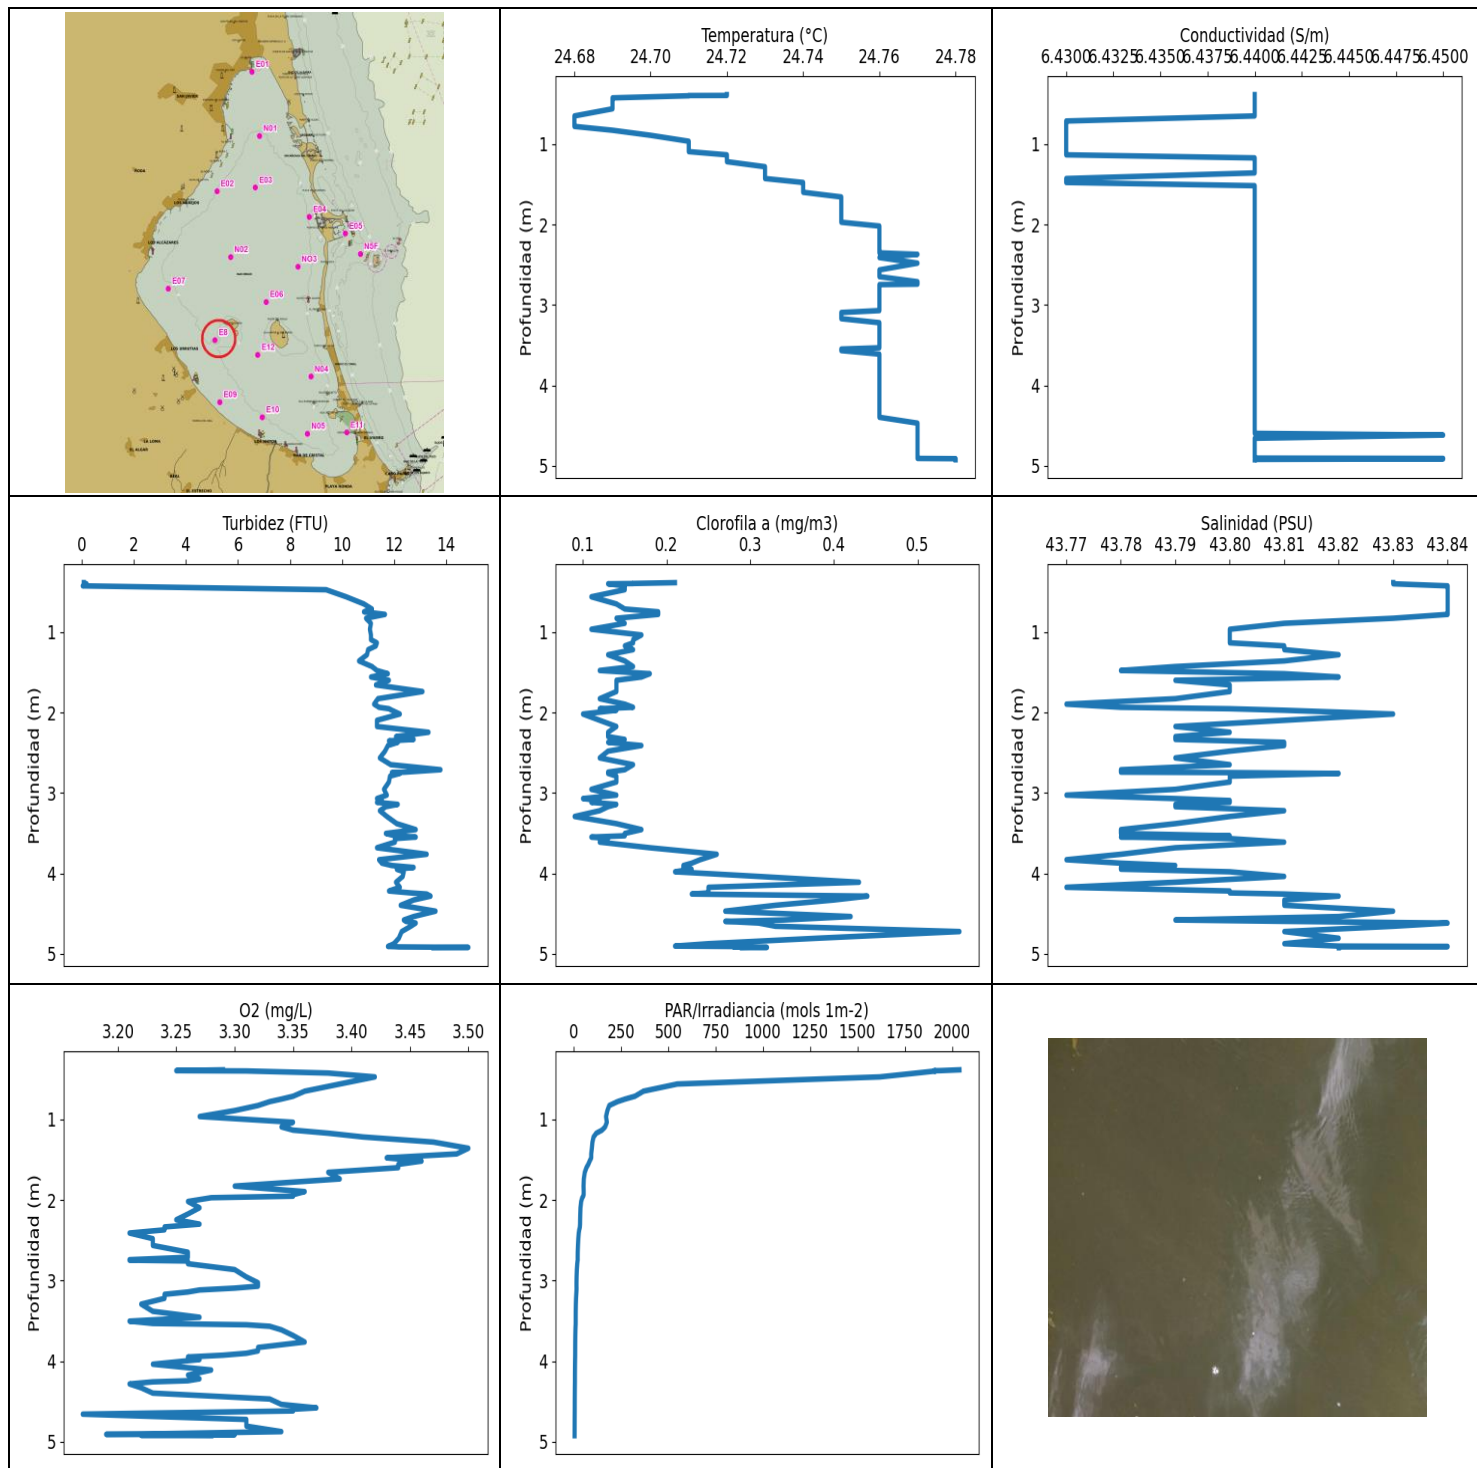 E01
N01
E02
E03
E04
E05
N5F
N02
NO3
E07
E06
E8
E12
N04
E09
E10
N05
E11
Temperatura (°C)
24.68 24.70 24.72 24.74 24.76 24.78
Profundidad (m)
1
2
3
4
5
Conductividad (S/m)
6.4300 6.4325 6.4350 6.4375 6.4400 6.4425 6.4450 6.4475 6.4500
Profundidad (m)
1
2
3
4
5
Turbidez (FTU)
0 2 4 6 8 10 12 14
Profundidad (m)
1
2
3
4
5
Clorofila a (mg/m3)
0.1 0.2 0.3 0.4 0.5
Profundidad (m)
1
2
3
4
5
Salinidad (PSU)
43.77 43.78 43.79 43.80 43.81 43.82 43.83 43.84
Profundidad (m)
1
2
3
4
5
O2 (mg/L)
3.20 3.25 3.30 3.35 3.40 3.45 3.50
Profundidad (m)
1
2
3
4
5
PAR/Irradiancia (mols 1m-2)
0 250 500 750 1000 1250 1500 1750 2000
Profundidad (m)
1
2
3
4
5